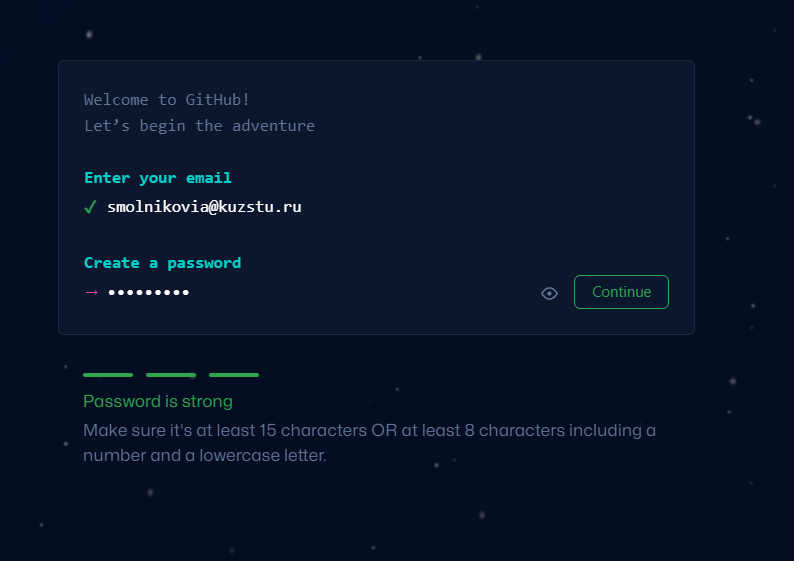 Welcome to GitHub!
Let’s begin the adventure
Enter your email
✓ smolnikovia@kuzstu.ru
Create a password
→ •••••••••
Continue
Password is strong
Make sure it's at least 15 characters OR at least 8 characters including a
number and a lowercase letter.